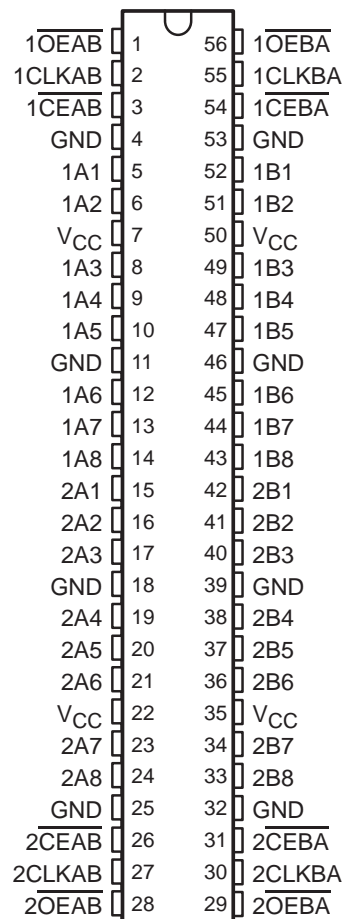 1OEAB 1 56 1OEBA
1CLKAB 2 55 1CLKBA
1CEAB 3 54 1CEBA
GND 4 53 GND
1A1 5 52 1B1
1A2 6 51 1B2
VCC 7 50 VCC
1A3 8 49 1B3
1A4 9 48 1B4
1A5 10 47 1B5
GND 11 46 GND
1A6 12 45 1B6
1A7 13 44 1B7
1A8 14 43 1B8
2A1 15 42 2B1
2A2 16 41 2B2
2A3 17 40 2B3
GND 18 39 GND
2A4 19 38 2B4
2A5 20 37 2B5
2A6 21 36 2B6
VCC 22 35 VCC
2A7 23 34 2B7
2A8 24 33 2B8
GND 25 32 GND
2CEAB 26 31 2CEBA
2CLKAB 27 30 2CLKBA
2OEAB 28 29 2OEBA